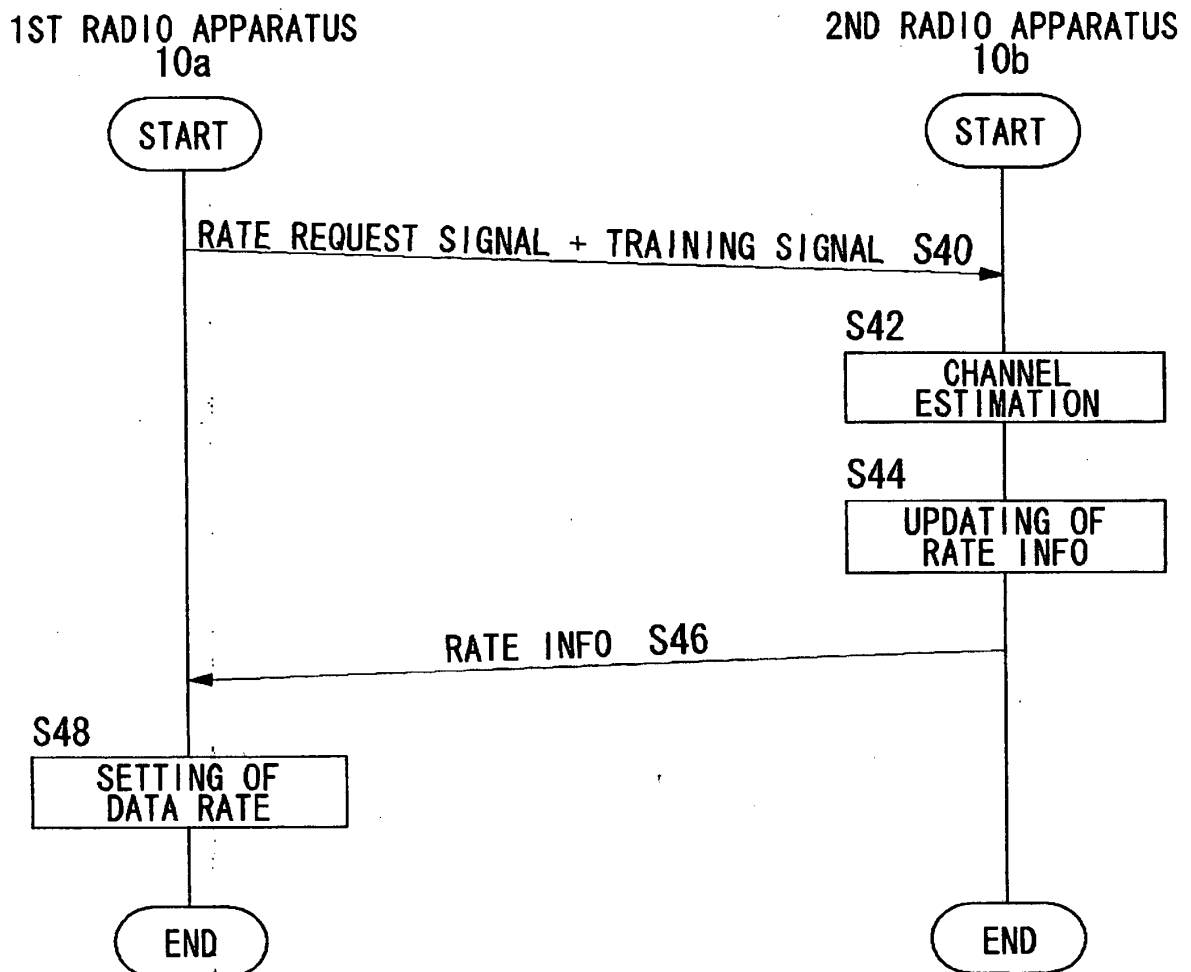 1ST RADIO APPARATUS
10a
2ND RADIO APPARATUS
10b
START
START
RATE REQUEST SIGNAL + TRAINING SIGNAL S40
S42
CHANNEL
ESTIMATION
S44
UPDATING OF
RATE INFO
RATE INFO S46
S48
SETTING OF
DATA RATE
END
END